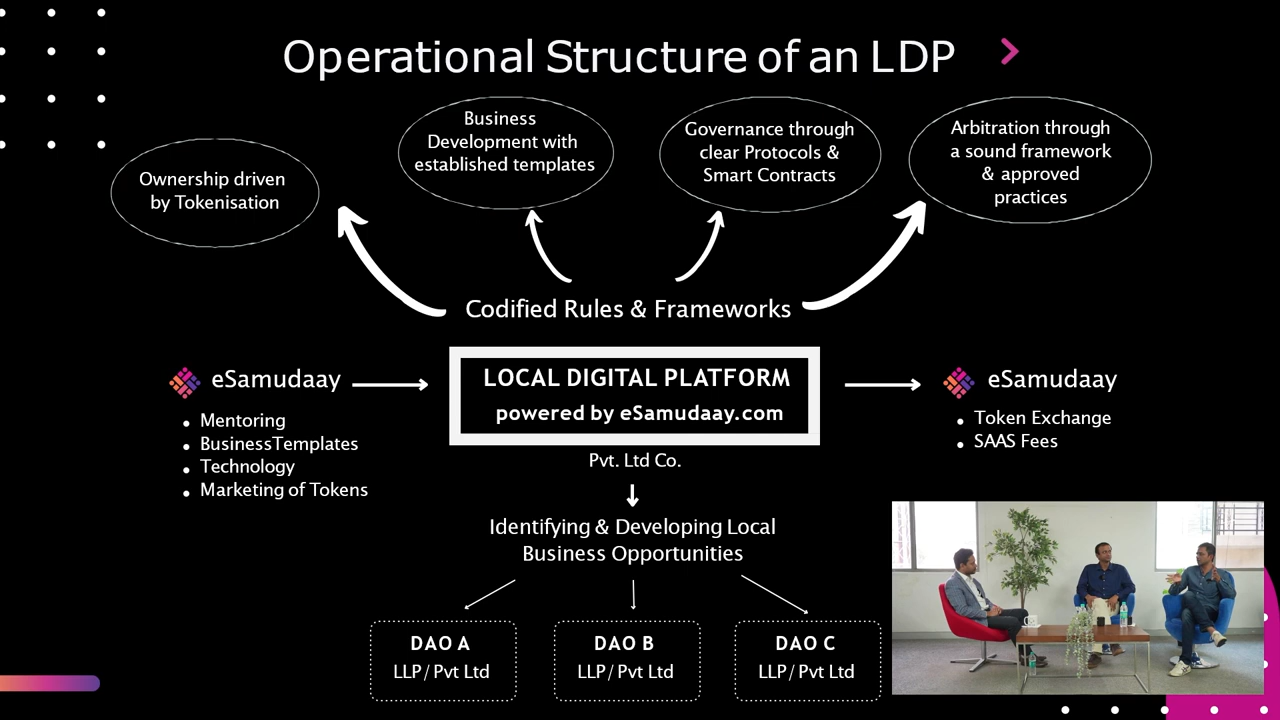 Operational Structure of an LDP
Ownership driven
by Tokenisation
Business
Development with
established templates
Governance through
clear Protocols &
Smart Contracts
Arbitration through
a sound framework
& approved
practices
Codified Rules & Frameworks
eSamudaay
• Mentoring
• BusinessTemplates
• Technology
• Marketing of Tokens
LOCAL DIGITAL PLATFORM
powered by eSamudaay.com
Pvt. Ltd Co.
eSamudaay
• Token Exchange
• SAAS Fees
Identifying & Developing Local
Business Opportunities
DAO A
LLP/Pvt Ltd
DAO B
LLP/Pvt Ltd
DAO C
LLP/Pvt Ltd